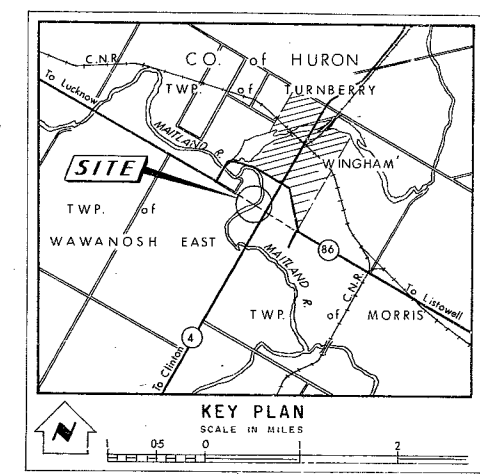 C.N.R.
CO. of HURON
To Lucknow
TWP. of TURNBERRY
MAITLAND R.
WINGHAM
SITE
TWP. of
WAWANOSH EAST
86
MAITLAND R.
C.N.R.
To Listowell
TWP. of MORRIS
4
To Clinton
KEY PLAN
SCALE IN MILES
N
1 0.5 0 1 2